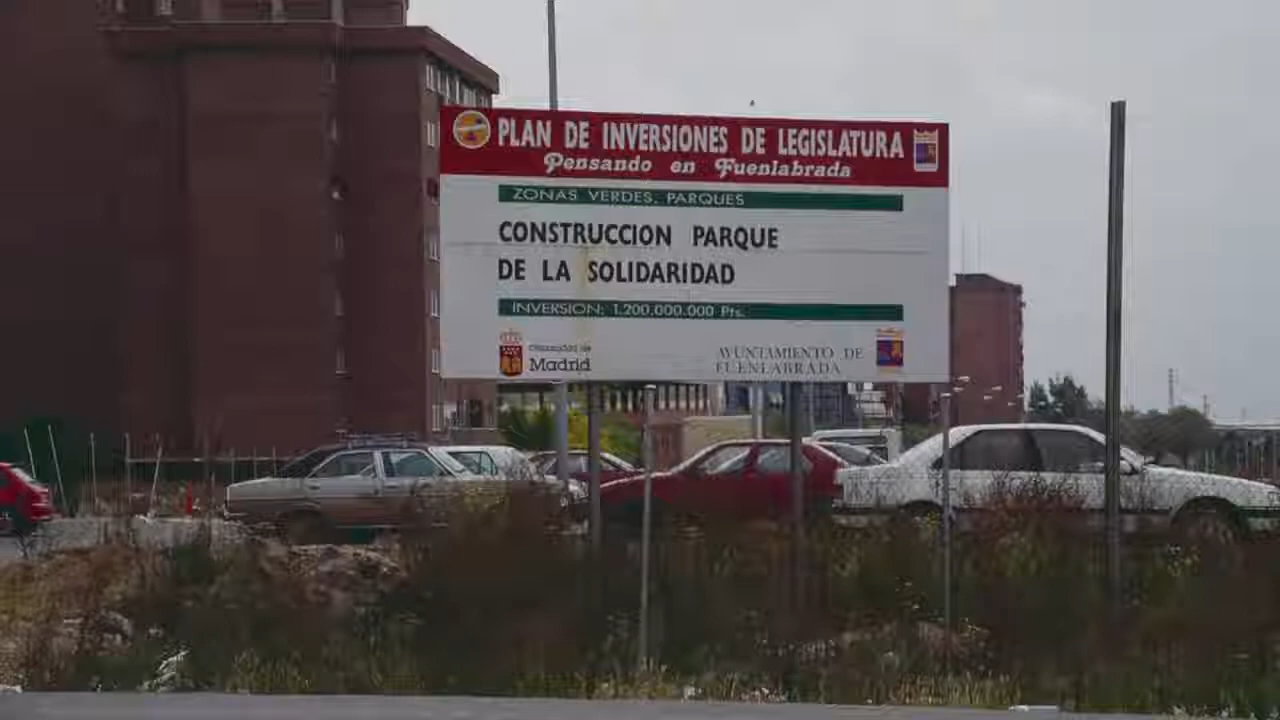 PLAN DE INVERSIONES DE LEGISLATURA
Pensando en Fuenlabrada
ZONAS VERDES. PARQUES
CONSTRUCCION PARQUE
DE LA SOLIDARIDAD
INVERSION: 1.200.000.000 Pts.
Comunidad de
Madrid
AYUNTAMIENTO DE
FUENLABRADA